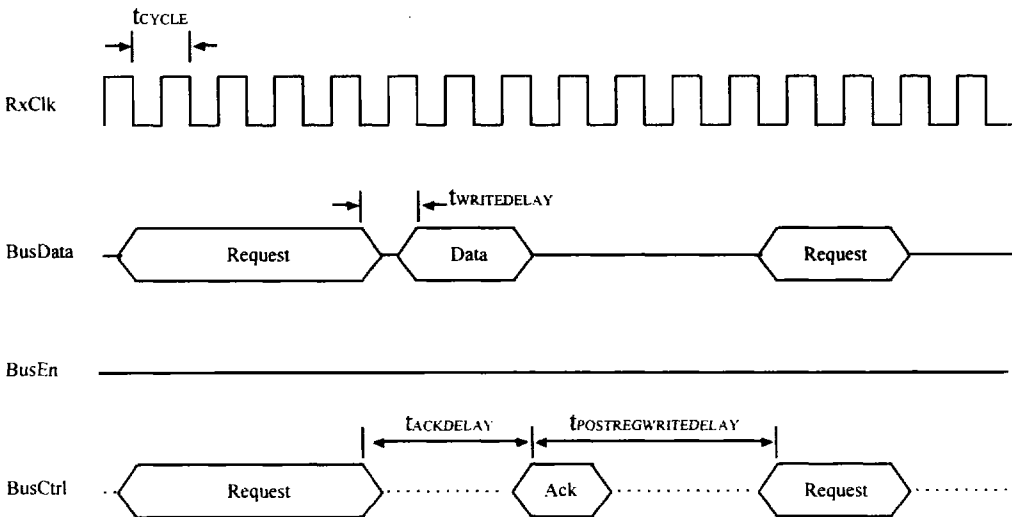 tCYCLE
RxClk
tWRITEDELAY
BusData
Request
Data
Request
BusEn
tACKDELAY
tPOSTREGWRITEDELAY
BusCtrl
Request
Ack
Request